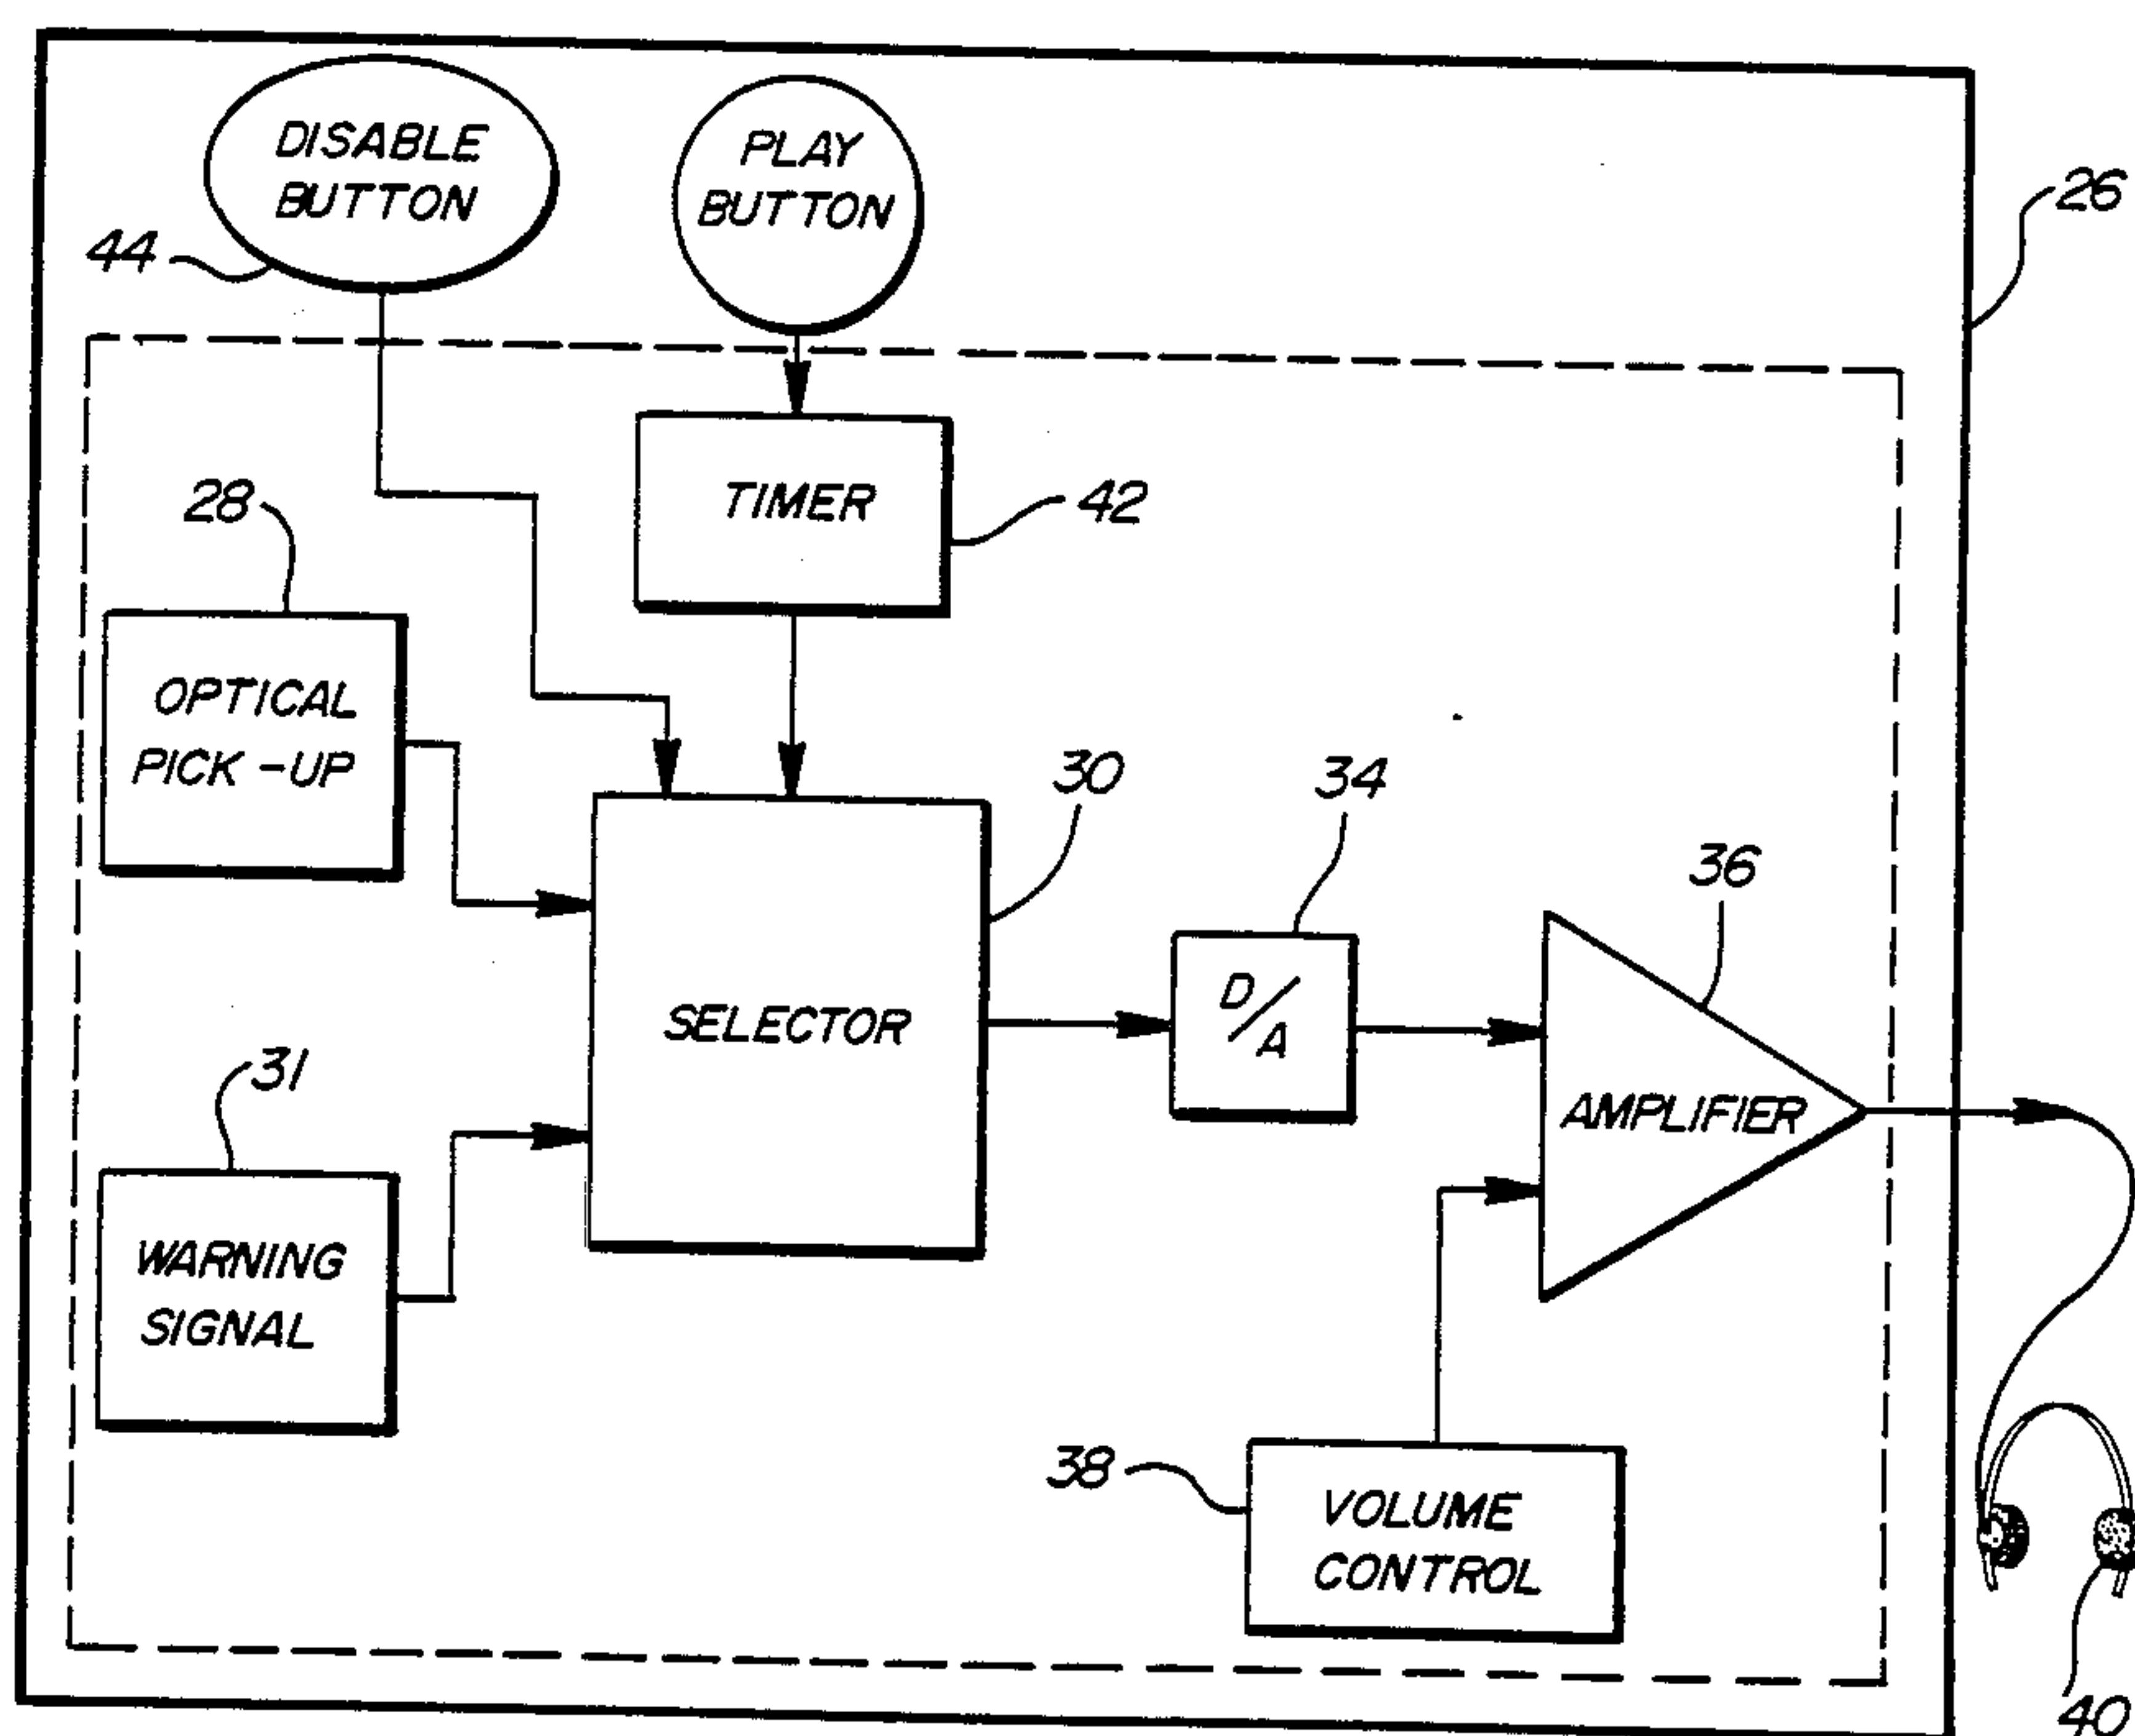 DISABLE
BUTTON
PLAY
BUTTON
26
44
28
TIMER
42
OPTICAL
PICK-UP
30
34
36
D/A
SELECTOR
31
AMPLIFIER
WARNING
SIGNAL
38
VOLUME
CONTROL
40